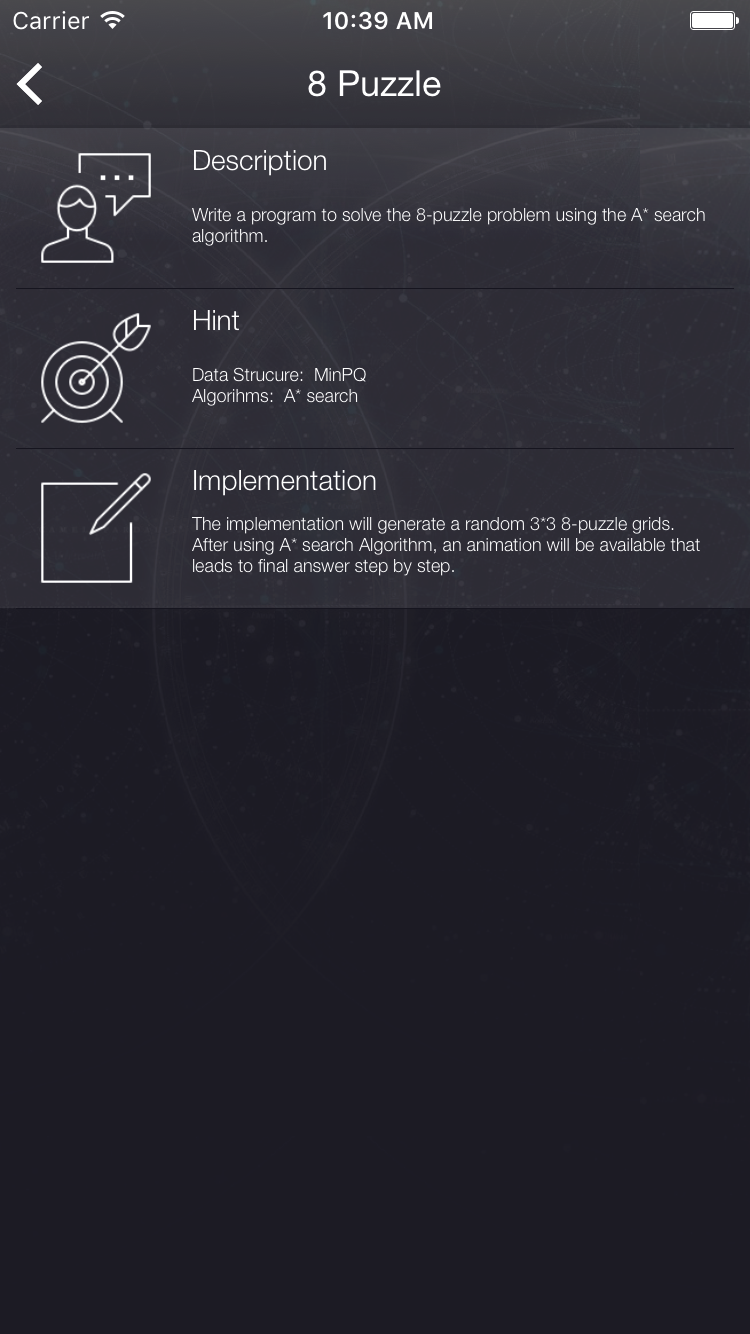 Carrier 10:39 AM
8 Puzzle
Description
Write a program to solve the 8-puzzle problem using the A* search
algorithm.
Hint
Data Strucure:  MinPQ
Algorihms:  A* search
Implementation
The implementation will generate a random 3*3 8-puzzle grids.
After using A* search Algorithm, an animation will be available that
leads to final answer step by step.